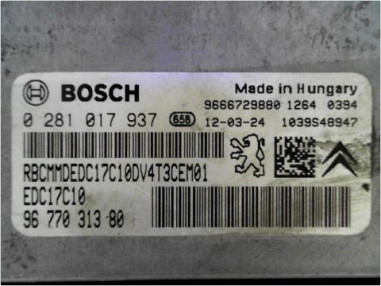 BOSCH
Made in Hungary
9666729880 1264 0394
0 281 017 937 658 12-03-24 1039S48947
RBCMMDEDC17C10DV4T3CEM01
EDC17C10
96 770 313 80